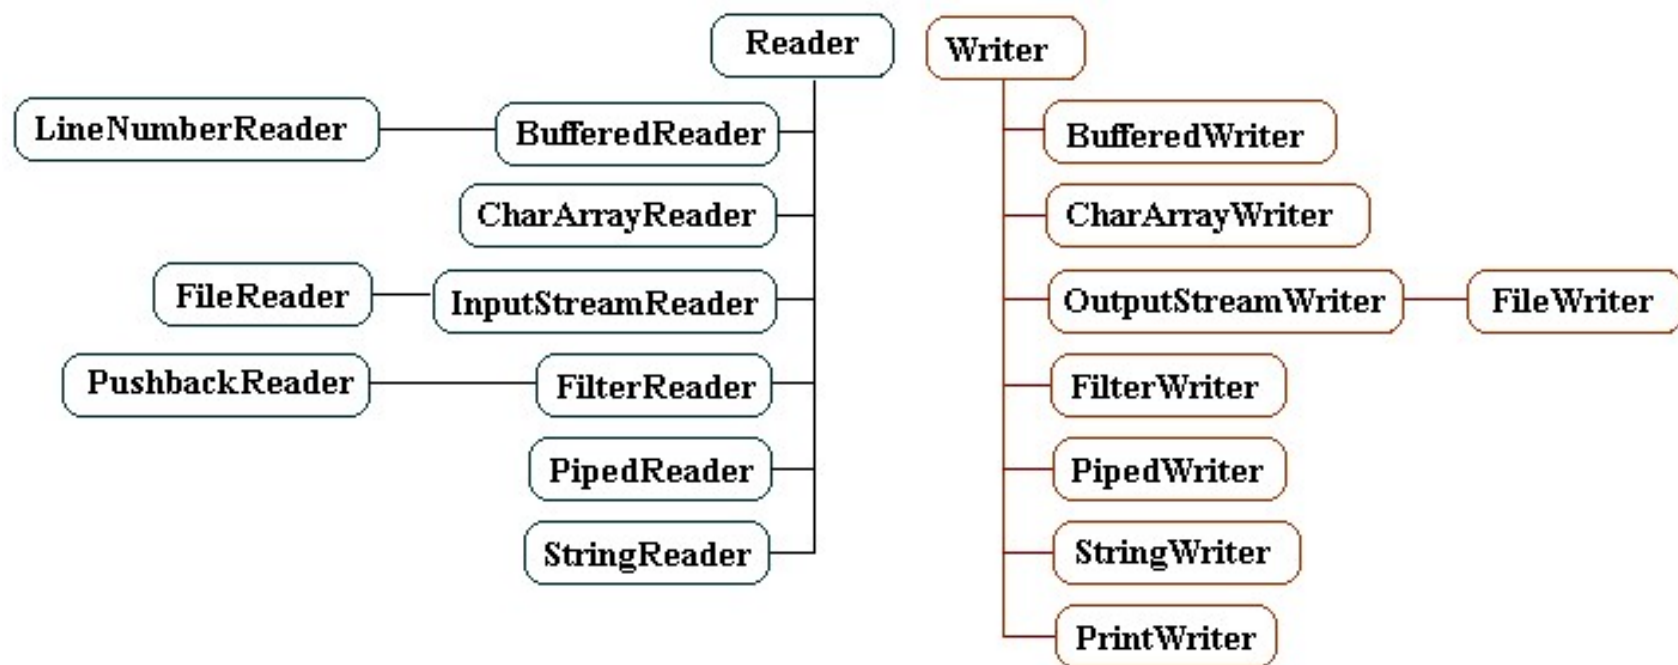 Reader
Writer
LineNumberReader
BufferedReader
BufferedWriter
CharArrayReader
CharArrayWriter
FileReader
InputStreamReader
OutputStreamWriter
FileWriter
PushbackReader
FilterReader
FilterWriter
PipedReader
PipedWriter
StringReader
StringWriter
PrintWriter